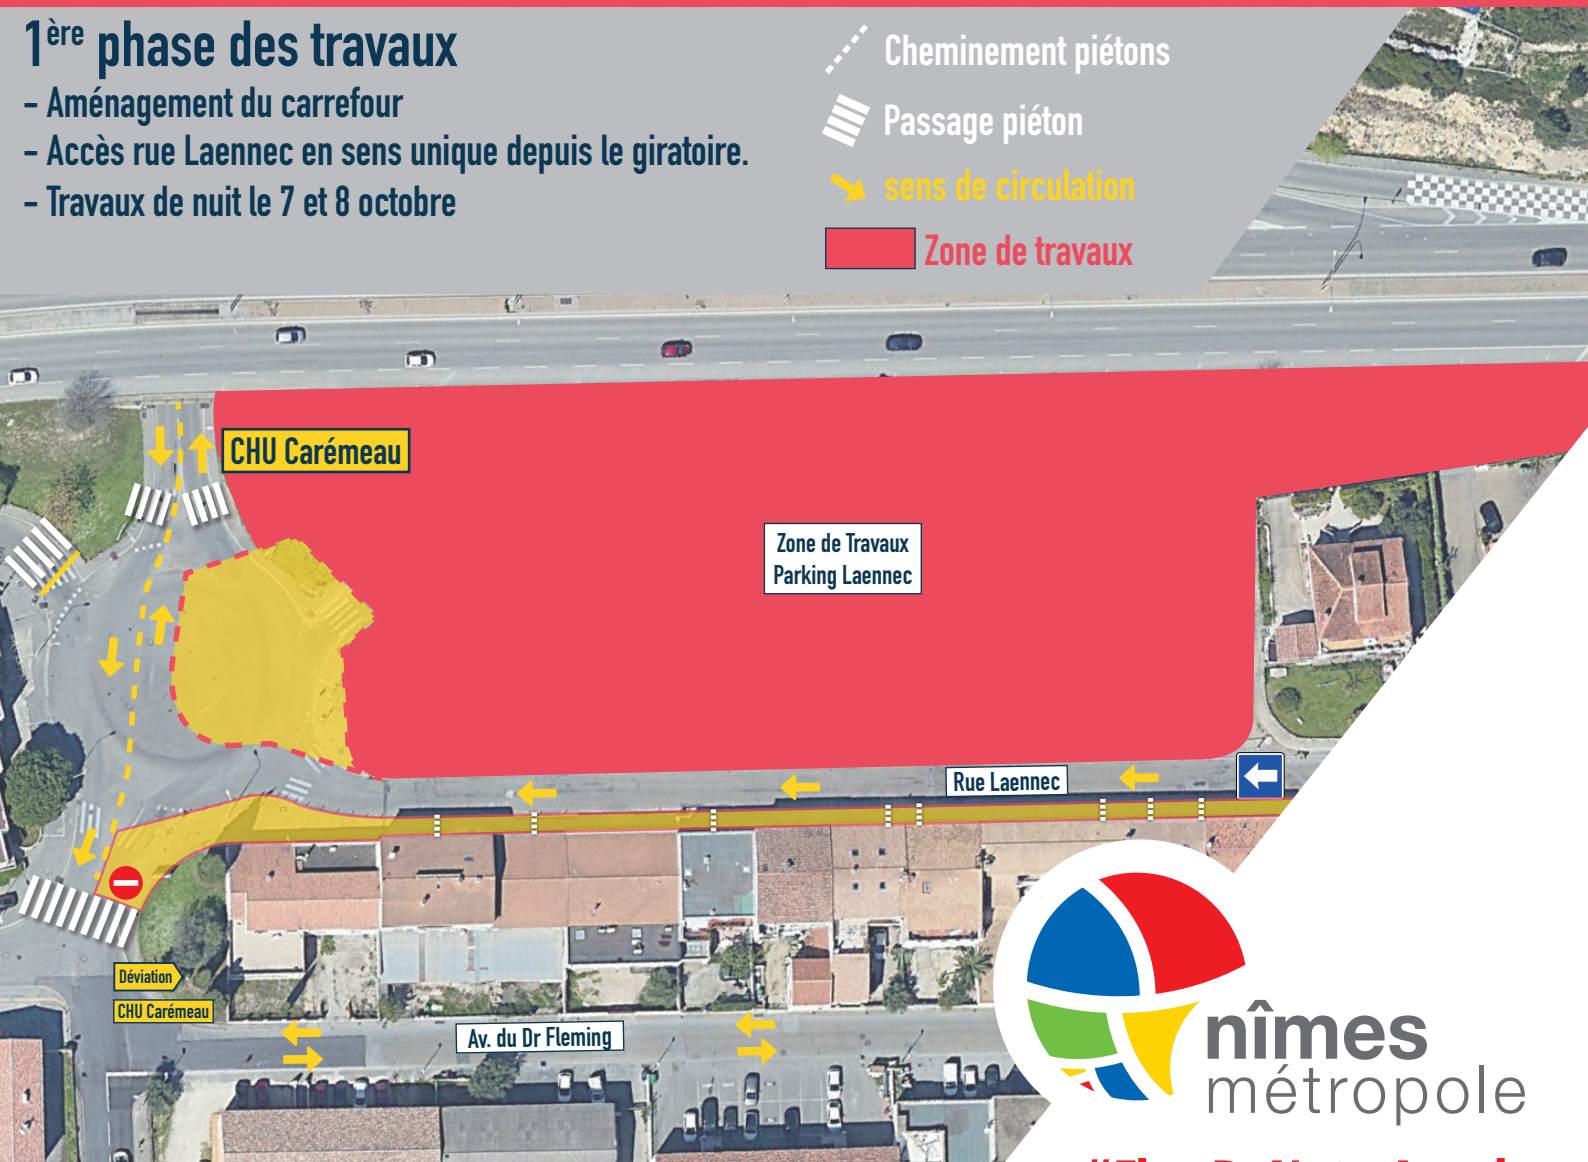 1ère phase des travaux
- Aménagement du carrefour
- Accès rue Laennec en sens unique depuis le giratoire.
- Travaux de nuit le 7 et 8 octobre
Cheminement piétons
Passage piéton
sens de circulation
Zone de travaux
CHU Carémeau
Zone de Travaux
Parking Laennec
Rue Laennec
Déviation
CHU Carémeau
Av. du Dr Fleming
nîmes
métropole